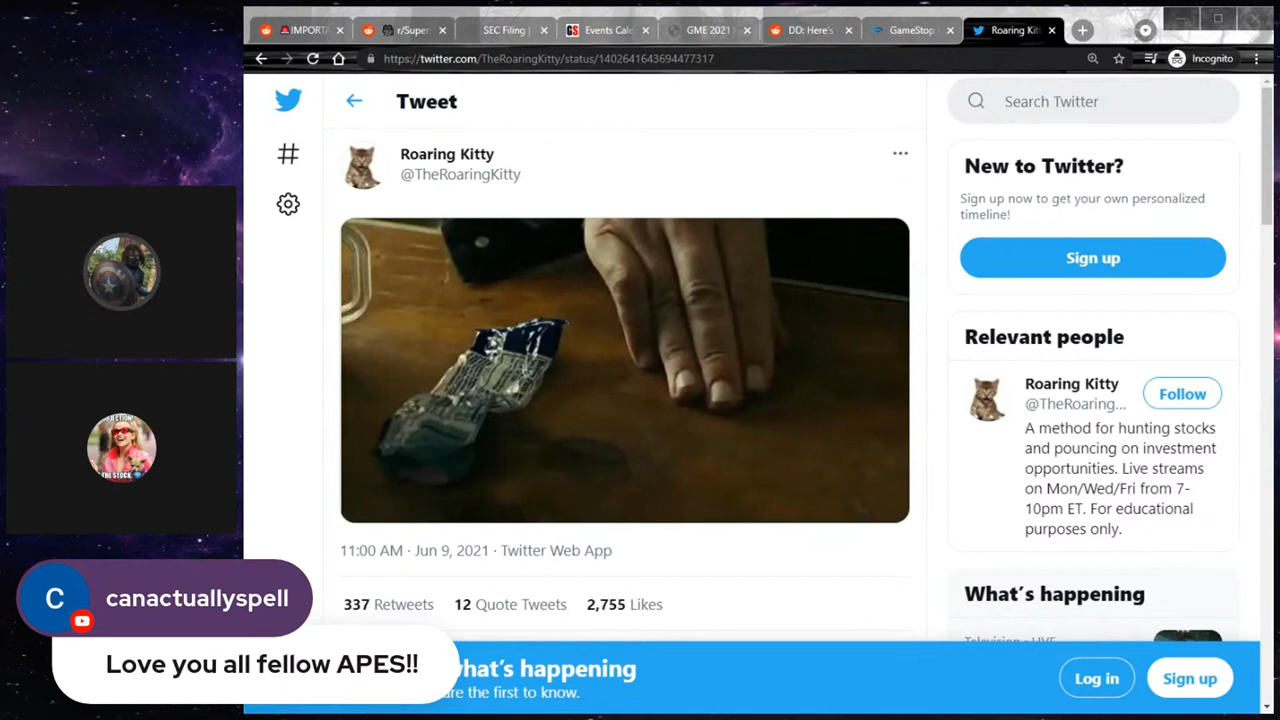 IMPORTA
r/Super
SEC Filing |
Events Cale
GME 2021 F
DD: Here's
GameStop
Roaring Kit
https://twitter.com/TheRoaringKitty/status/1402641643694477317
Incognito
Tweet
Search Twitter
Roaring Kitty
@TheRoaringKitty
New to Twitter?
Sign up now to get your own personalized
timeline!
Sign up
Relevant people
Roaring Kitty
@TheRoaring...
Follow
A method for hunting stocks
and pouncing on investment
opportunities. Live streams
on Mon/Wed/Fri from 7-
10pm ET. For educational
purposes only.
11:00 AM · Jun 9, 2021 · Twitter Web App
337 Retweets 12 Quote Tweets 2,755 Likes
What's happening
what's happening
are the first to know.
Log in
Sign up
C
canactuallyspell
Love you all fellow APES!!
THE STOCK